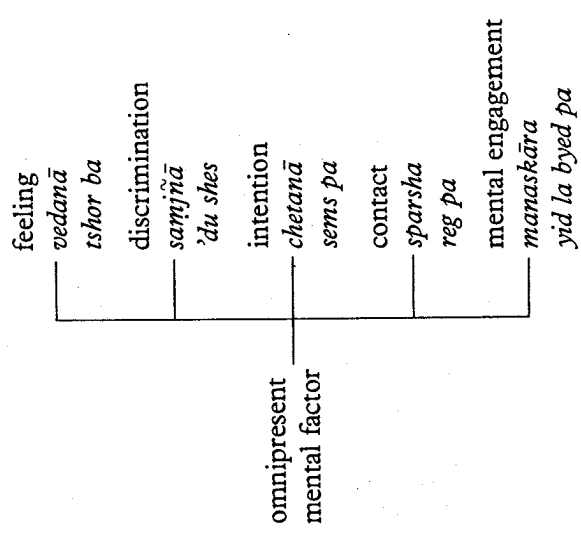 omnipresent
mental factor
feeling
vedanā
tshor ba
discrimination
saṃjñā
'du shes
intention
chetanā
sems pa
contact
sparsha
reg pa
mental engagement
manaskāra
yid la byed pa